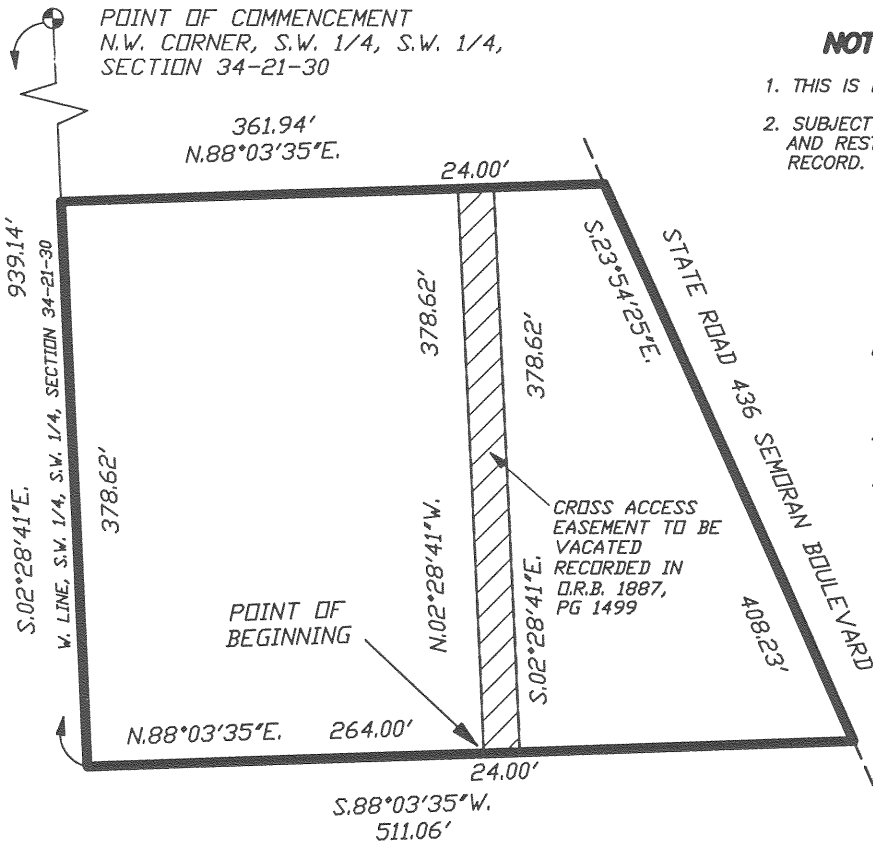 POINT OF COMMENCEMENT
N.W. CORNER, S.W. 1/4, S.W. 1/4,
SECTION 34-21-30
NOT
1. THIS IS
2. SUBJECT
AND REST
RECORD.
361.94'
N.88°03'35"E.
24.00'
939.14'
S.02°28'41"E.
W. LINE, S.W. 1/4, S.W. 1/4, SECTION 34-21-30
378.62'
378.62'
N.02°28'41"W.
378.62'
S.02°28'41"E.
S.23°54'25"E.
STATE ROAD 436 SEMORAN BOULEVARD
408.23'
CROSS ACCESS
EASEMENT TO BE
VACATED
RECORDED IN
O.R.B. 1887,
PG 1499
POINT OF
BEGINNING
N.88°03'35"E. 264.00'
24.00'
S.88°03'35"W.
511.06'